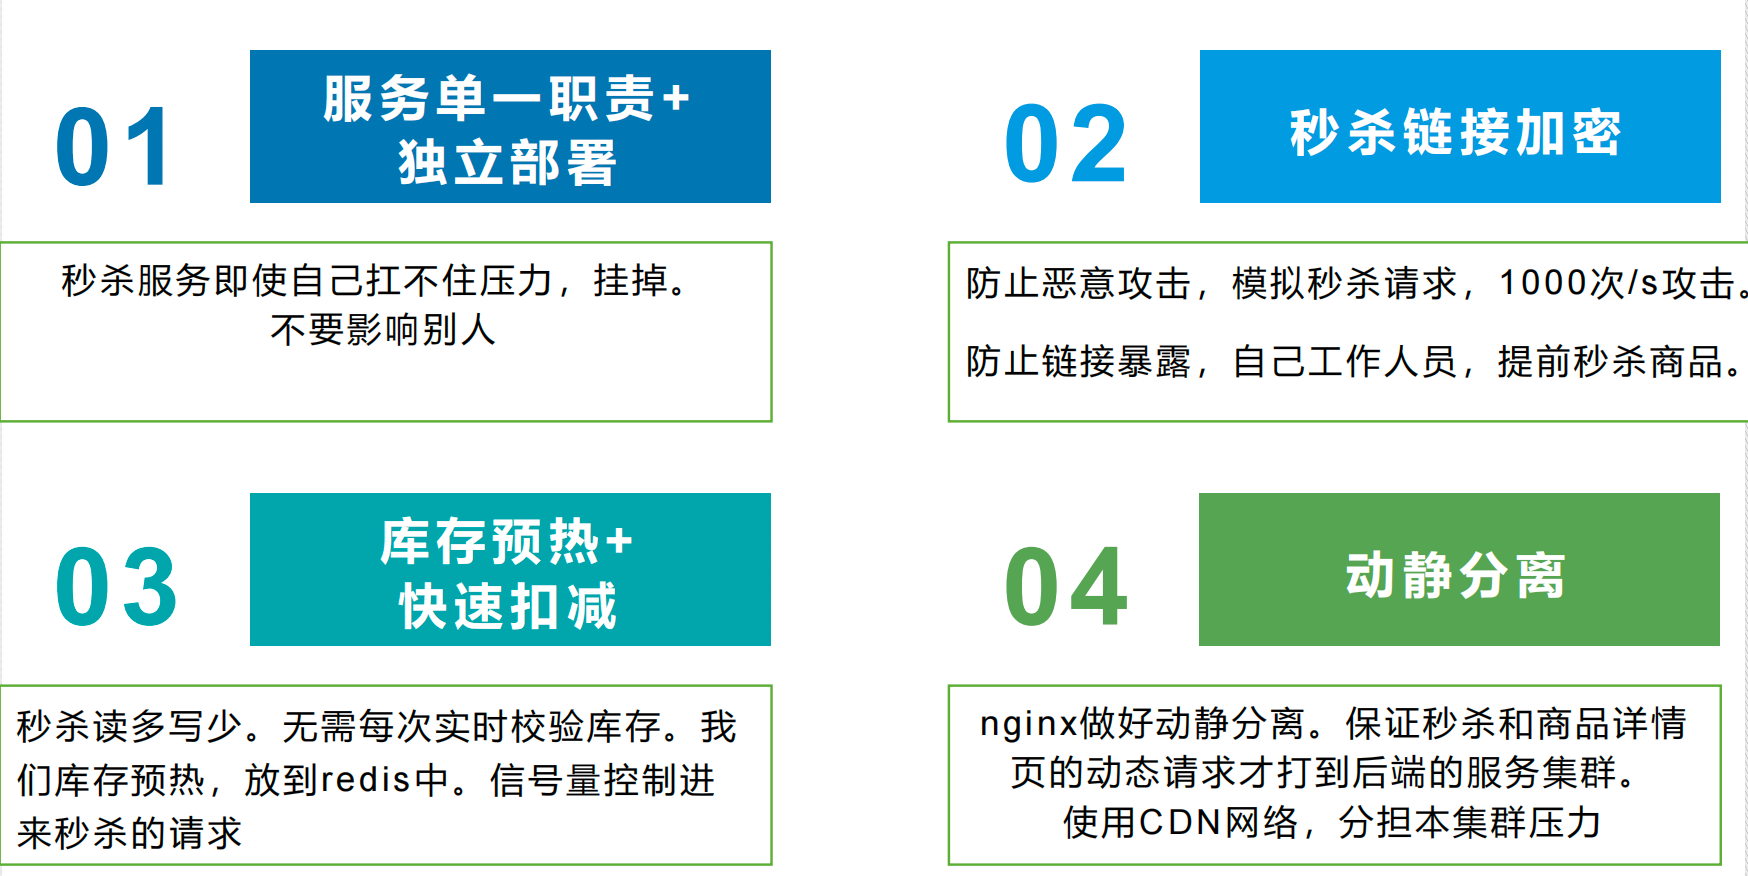 01
服务单一职责+
独立部署
秒杀服务即使自己扛不住压力，挂掉。
不要影响别人
02
秒杀链接加密
防止恶意攻击，模拟秒杀请求，1000次/s攻击。
防止链接暴露，自己工作人员，提前秒杀商品。
03
库存预热+
快速扣减
秒杀读多写少。无需每次实时校验库存。我
们库存预热，放到redis中。信号量控制进
来秒杀的请求
04
动静分离
nginx做好动静分离。保证秒杀和商品详情
页的动态请求才打到后端的服务集群。
使用CDN网络，分担本集群压力